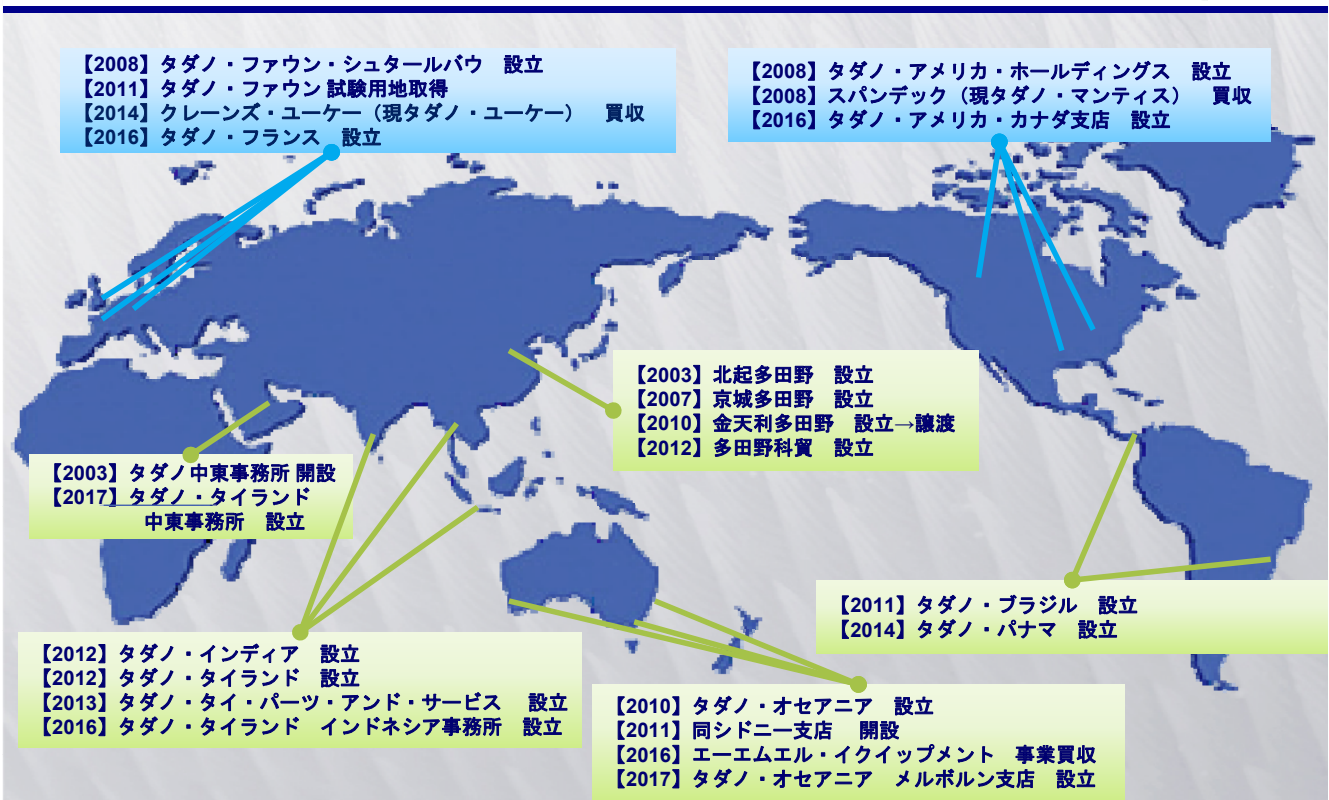 【2008】タダノ・ファウン・シュタールバウ　設立
【2011】タダノ・ファウン 試験用地取得
【2014】クレーンズ・ユーケー（現タダノ・ユーケー）　買収
【2016】タダノ・フランス　設立
【2008】タダノ・アメリカ・ホールディングス　設立
【2008】スパンデック（現タダノ・マンティス）　買収
【2016】タダノ・アメリカ・カナダ支店　設立
【2003】北起多田野　設立
【2007】京城多田野　設立
【2010】金天利多田野　設立→譲渡
【2012】多田野科貿　設立
【2003】タダノ中東事務所 開設
【2017】タダノ・タイランド
中東事務所　設立
【2011】タダノ・ブラジル　設立
【2014】タダノ・パナマ　設立
【2012】タダノ・インディア　設立
【2012】タダノ・タイランド　設立
【2013】タダノ・タイ・パーツ・アンド・サービス　設立
【2016】タダノ・タイランド　インドネシア事務所　設立
【2010】タダノ・オセアニア　設立
【2011】同シドニー支店　開設
【2016】エーエムエル・イクイップメント　事業買収
【2017】タダノ・オセアニア　メルボルン支店　設立